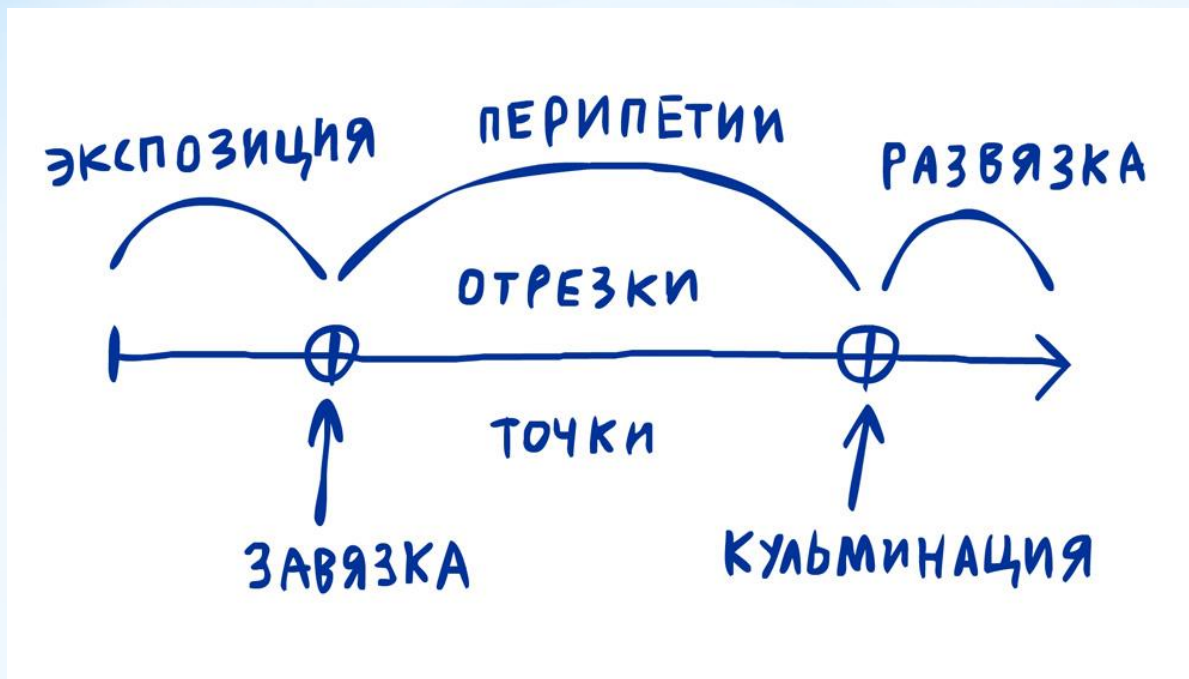 ЭКСПОЗИЦИЯ
ПЕРИПЕТИИ
РАЗВЯЗКА
ОТРЕЗКИ
ТОЧКИ
ЗАВЯЗКА
КУЛЬМИНАЦИЯ